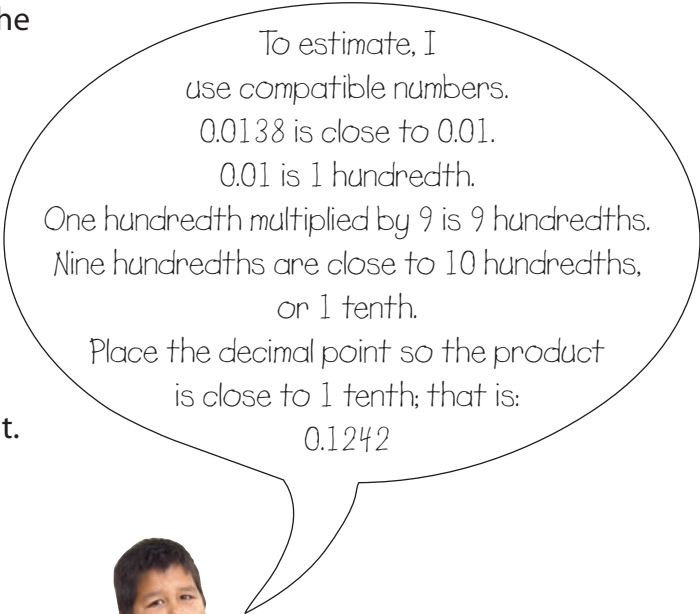 he
To estimate, I
use compatible numbers.
0.0138 is close to 0.01.
0.01 is 1 hundredth.
One hundredth multiplied by 9 is 9 hundredths.
Nine hundredths are close to 10 hundredths,
or 1 tenth.
Place the decimal point so the product
is close to 1 tenth; that is:
t.
0.1242